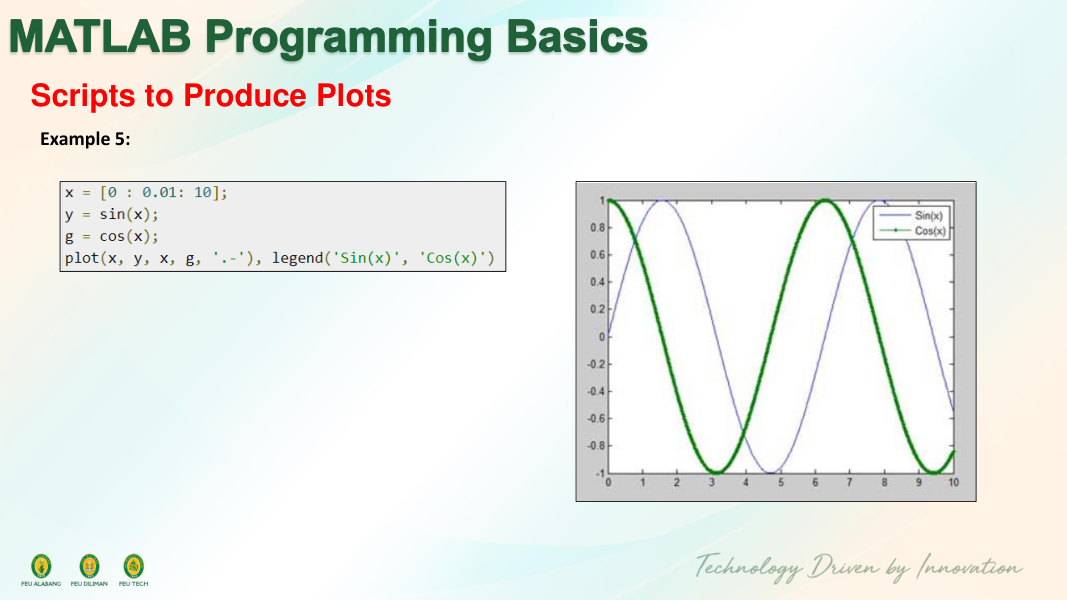 MATLAB Programming Basics
Scripts to Produce Plots
Example 5:
x = [0 : 0.01: 10];
y = sin(x);
g = cos(x);
plot(x, y, x, g, '.-'), legend('Sin(x)', 'Cos(x)')
Sin(x)
Cos(x)
1
0.8
0.6
0.4
0.2
0
-0.2
-0.4
-0.6
-0.8
-1
0 1 2 3 4 5 6 7 8 9 10
FEU ALABANG FEU DILIMAN FEU TECH
Technology Driven by Innovation